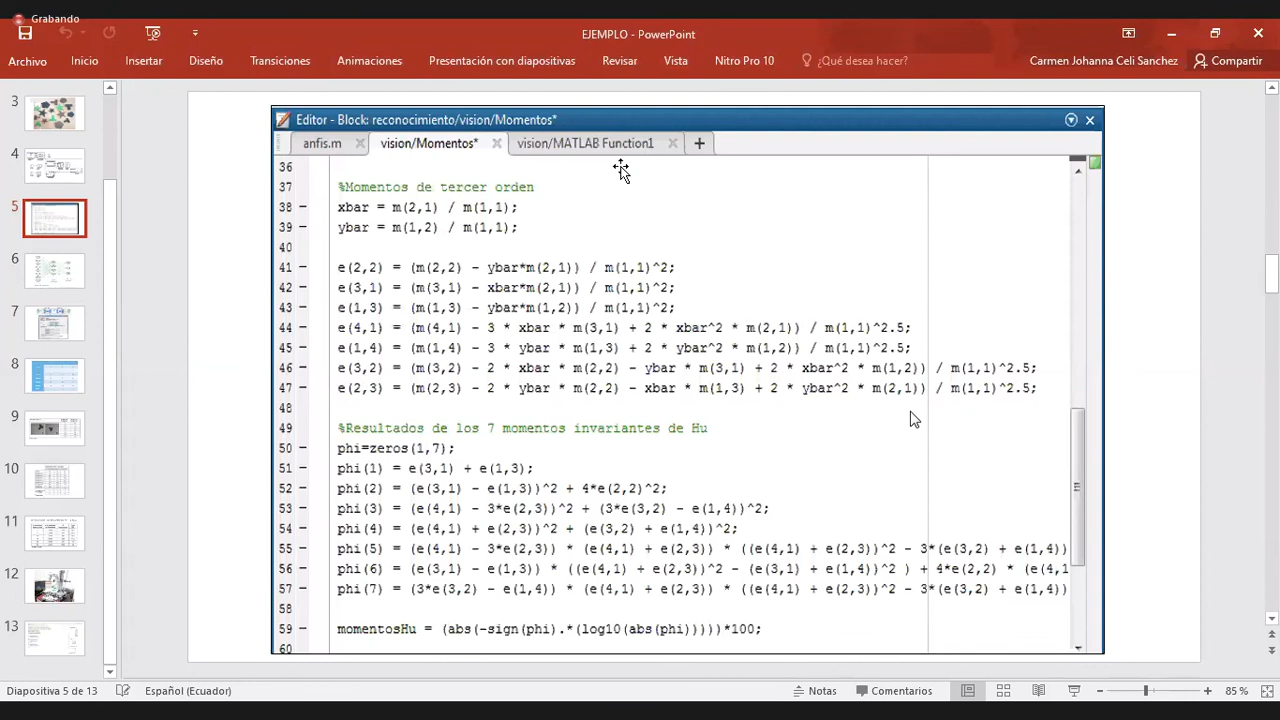 Grabando
EJEMPLO - PowerPoint
Archivo Inicio Insertar Diseño Transiciones Animaciones Presentación con diapositivas Revisar Vista Nitro Pro 10 ¿Qué desea hacer? Carmen Johanna Celi Sanchez Compartir
3
4
5
6
7
8
9
10
11
12
13
Editor - Block: reconocimiento/vision/Momentos*
anfis.m vision/Momentos* vision/MATLAB Function1 +
36
37 %Momentos de tercer orden
38 - xbar = m(2,1) / m(1,1);
39 - ybar = m(1,2) / m(1,1);
40
41 - e(2,2) = (m(2,2) - ybar*m(2,1)) / m(1,1)^2;
42 - e(3,1) = (m(3,1) - xbar*m(2,1)) / m(1,1)^2;
43 - e(1,3) = (m(1,3) - ybar*m(1,2)) / m(1,1)^2;
44 - e(4,1) = (m(4,1) - 3 * xbar * m(3,1) + 2 * xbar^2 * m(2,1)) / m(1,1)^2.5;
45 - e(1,4) = (m(1,4) - 3 * ybar * m(1,3) + 2 * ybar^2 * m(1,2)) / m(1,1)^2.5;
46 - e(3,2) = (m(3,2) - 2 * xbar * m(2,2) - ybar * m(3,1) + 2 * xbar^2 * m(1,2)) / m(1,1)^2.5;
47 - e(2,3) = (m(2,3) - 2 * ybar * m(2,2) - xbar * m(1,3) + 2 * ybar^2 * m(2,1)) / m(1,1)^2.5;
48
49 %Resultados de los 7 momentos invariantes de Hu
50 - phi=zeros(1,7);
51 - phi(1) = e(3,1) + e(1,3);
52 - phi(2) = (e(3,1) - e(1,3))^2 + 4*e(2,2)^2;
53 - phi(3) = (e(4,1) - 3*e(2,3))^2 + (3*e(3,2) - e(1,4))^2;
54 - phi(4) = (e(4,1) + e(2,3))^2 + (e(3,2) + e(1,4))^2;
55 - phi(5) = (e(4,1) - 3*e(2,3)) * (e(4,1) + e(2,3)) * ((e(4,1) + e(2,3))^2 - 3*(e(3,2) + e(1,4))
56 - phi(6) = (e(3,1) - e(1,3)) * ((e(4,1) + e(2,3))^2 - (e(3,1) + e(1,4))^2 ) + 4*e(2,2) * (e(4,1
57 - phi(7) = (3*e(3,2) - e(1,4)) * (e(4,1) + e(2,3)) * ((e(4,1) + e(2,3))^2 - 3*(e(3,2) + e(1,4))
58
59 - momentosHu = (abs(-sign(phi).*(log10(abs(phi)))))*100;
60
Diapositiva 5 de 13 Español (Ecuador) Notas Comentarios 85 %